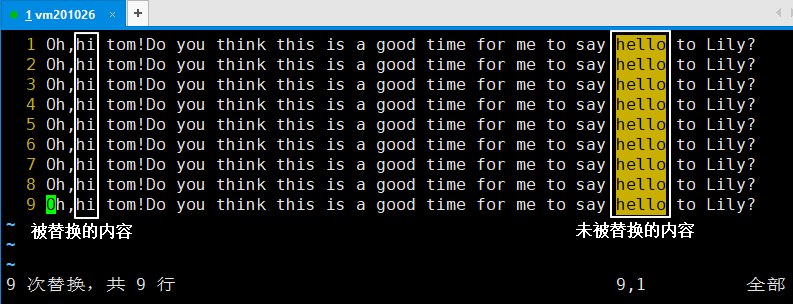 1 vm201026 × +
1 Oh,hi tom!Do you think this is a good time for me to say hello to Lily?
2 Oh,hi tom!Do you think this is a good time for me to say hello to Lily?
3 Oh,hi tom!Do you think this is a good time for me to say hello to Lily?
4 Oh,hi tom!Do you think this is a good time for me to say hello to Lily?
5 Oh,hi tom!Do you think this is a good time for me to say hello to Lily?
6 Oh,hi tom!Do you think this is a good time for me to say hello to Lily?
7 Oh,hi tom!Do you think this is a good time for me to say hello to Lily?
8 Oh,hi tom!Do you think this is a good time for me to say hello to Lily?
9 Oh,hi tom!Do you think this is a good time for me to say hello to Lily?
~ 被替换的内容 未被替换的内容
~
~
9 次替换，共 9 行 9,1 全部